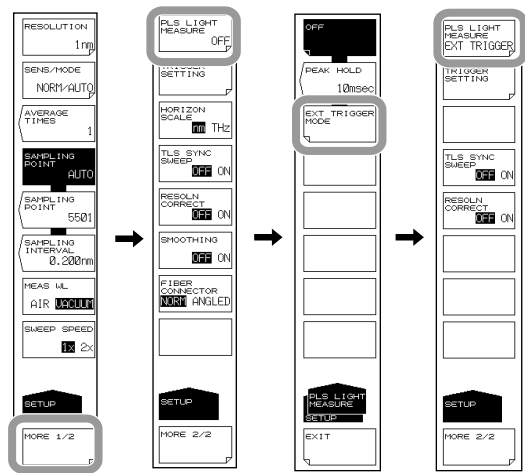 RESOLUTION
1nm
SENS/MODE
NORM/AUTO
AVERAGE
TIMES
1
SAMPLING
POINT
AUTO
SAMPLING
POINT
5501
SAMPLING
INTERVAL
0.200nm
MEAS WL
AIR VACUUM
SWEEP SPEED
1x 2x
SETUP
MORE 1/2
PLS LIGHT
MEASURE
OFF
TRIGGER
SETTING
HORIZON
SCALE
nm THz
TLS SYNC
SWEEP
OFF ON
RESOLN
CORRECT
OFF ON
SMOOTHING
OFF ON
FIBER
CONNECTOR
NORM ANGLED
SETUP
MORE 2/2
OFF
PEAK HOLD
10msec
EXT TRIGGER
MODE
PLS LIGHT
MEASURE
SETUP
EXIT
PLS LIGHT
MEASURE
EXT TRIGGER
TRIGGER
SETTING
TLS SYNC
SWEEP
OFF ON
RESOLN
CORRECT
OFF ON
SETUP
MORE 2/2